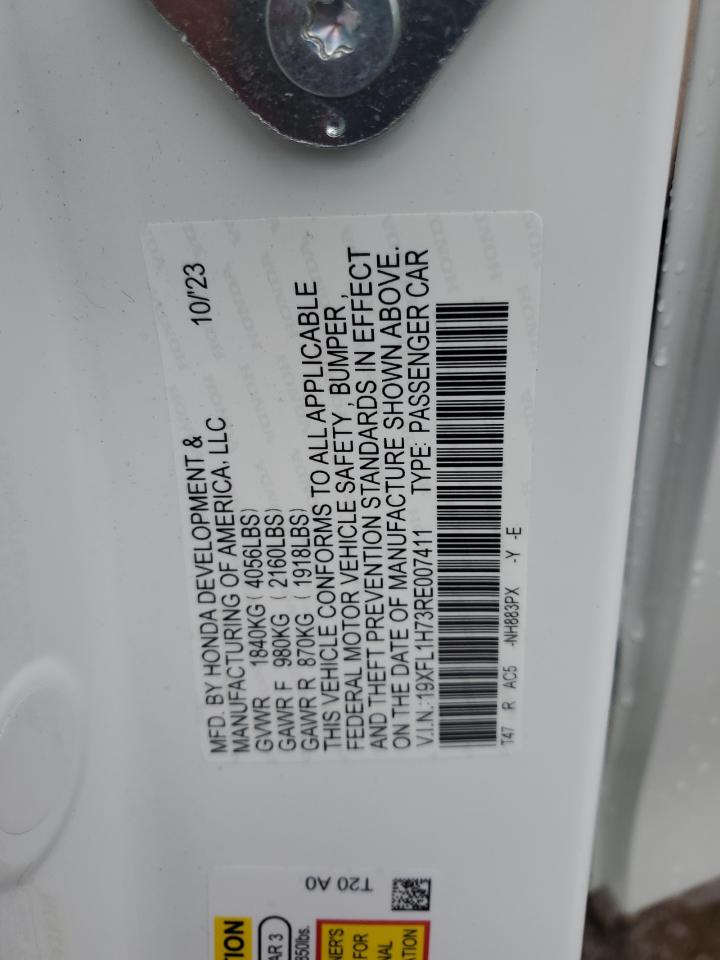 MFD. BY HONDA DEVELOPMENT & 10/'23
MANUFACTURING OF AMERICA, LLC
GVWR 1840KG ( 4056LBS)
GAWR F 980KG ( 2160LBS)
GAWR R 870KG ( 1918LBS)
THIS VEHICLE CONFORMS TO ALL APPLICABLE
FEDERAL MOTOR VEHICLE SAFETY , BUMPER ,
AND THEFT PREVENTION STANDARDS IN EFFECT
ON THE DATE OF MANUFACTURE SHOWN ABOVE.
V.I.N.:19XFL1H73RE007411 TYPE: PASSENGER CAR
T47 R AC5 -NH883PX -Y -E
T20 A0